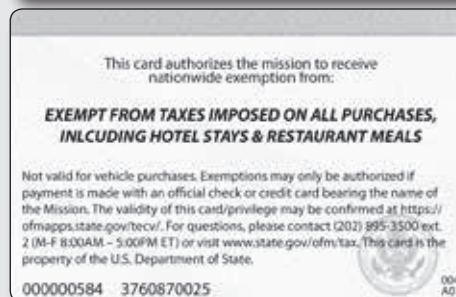 This card authorizes the mission to receive
nationwide exemption from:
EXEMPT FROM TAXES IMPOSED ON ALL PURCHASES,
INLCUDING HOTEL STAYS & RESTAURANT MEALS
Not valid for vehicle purchases. Exemptions may only be authorized if
payment is made with an official check or credit card bearing the name of
the Mission. The validity of this card/privilege may be confirmed at https://
ofmapps.state.gov/tecv/. For questions, please contact (202) 895-3500 ext.
2 (M-F 8:00AM – 5:00PM ET) or visit www.state.gov/ofm/tax. This card is the
property of the U.S. Department of State.
000000584 3760870025